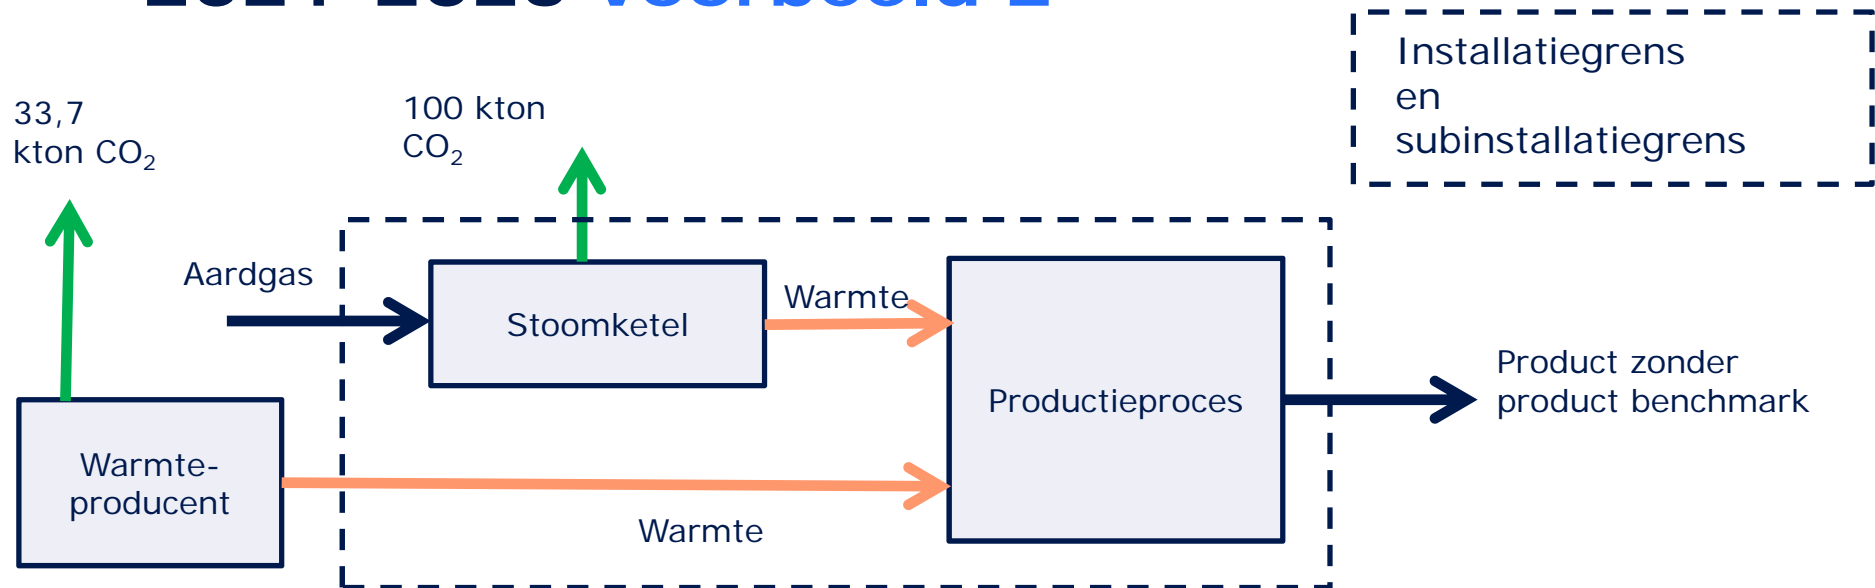 Installatiegrens
en
subinstallatiegrens
33,7
kton CO₂
100 kton
CO₂
Aardgas
Stoomketel
Warmte
Productieproces
Product zonder
product benchmark
Warmte-
producent
Warmte